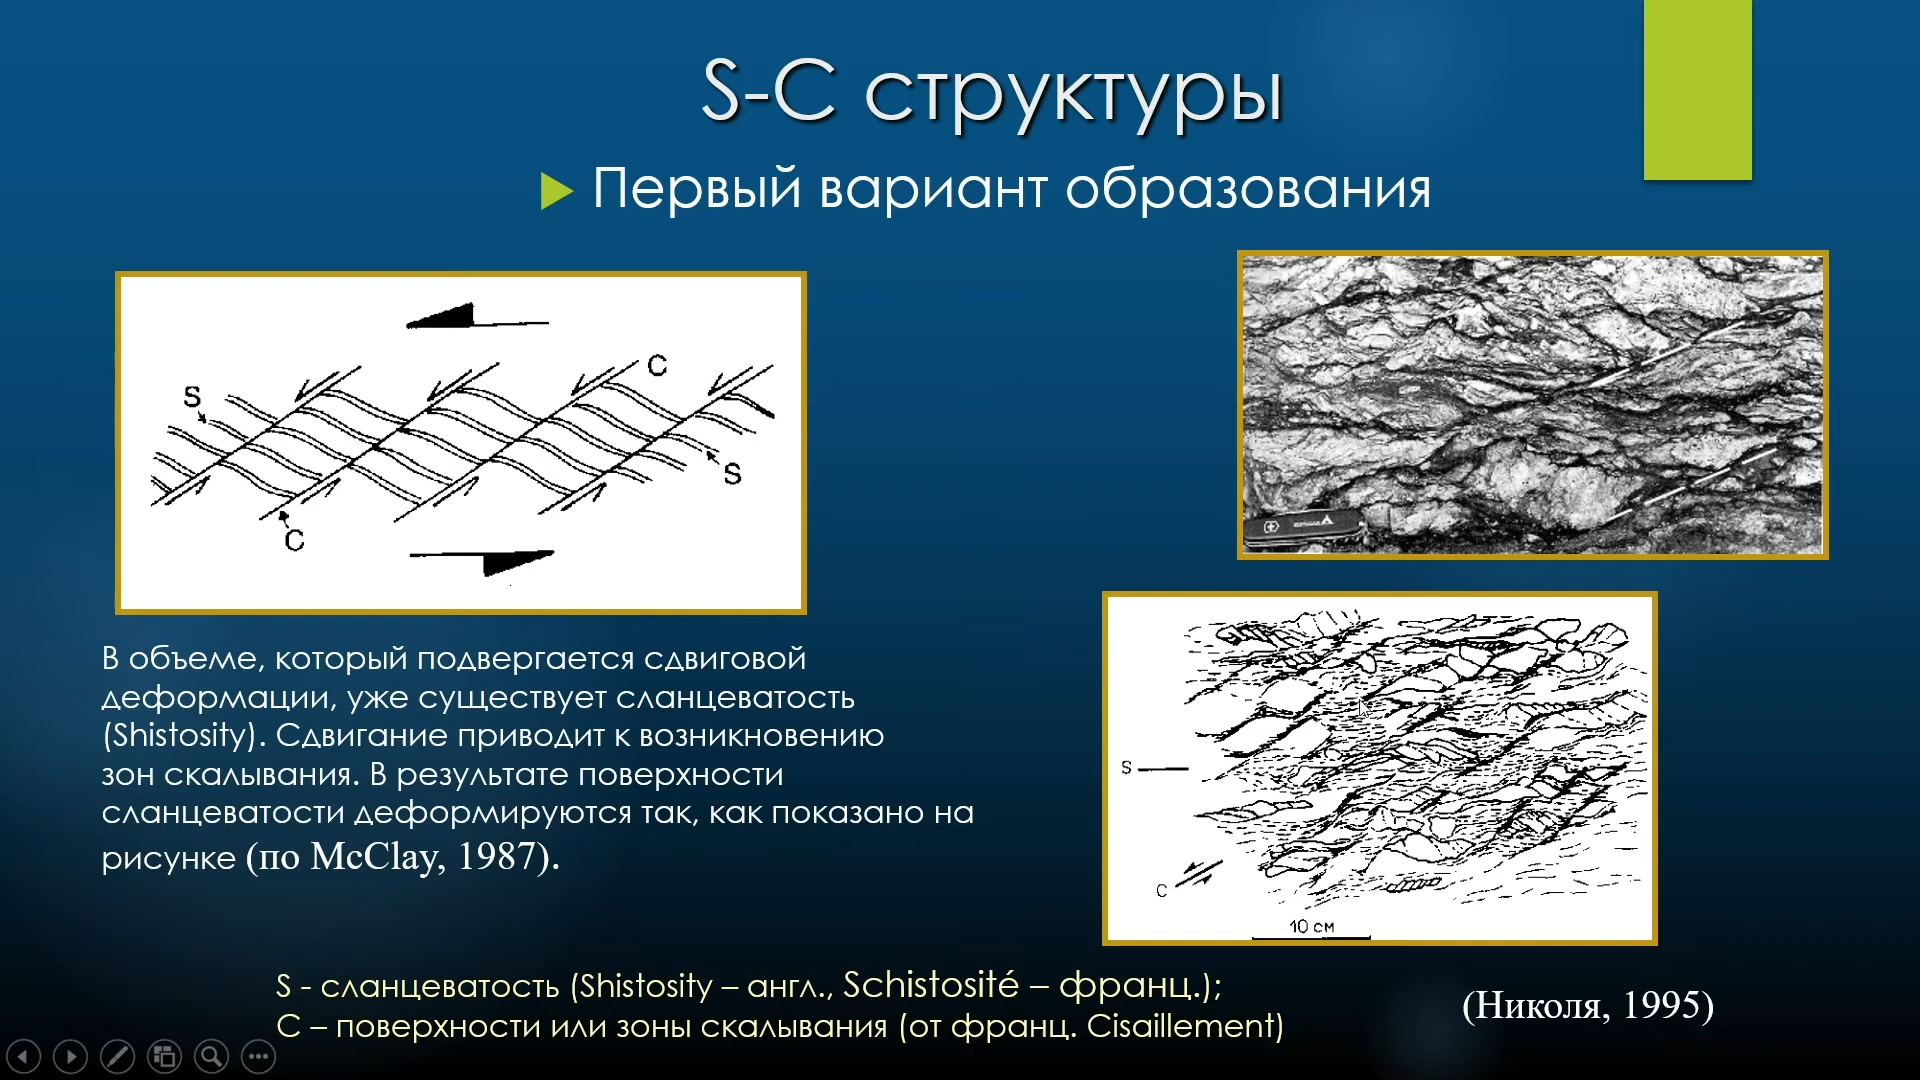 S-C структуры
Первый вариант образования
C
S
S
C
В объеме, который подвергается сдвиговой
деформации, уже существует сланцеватость
(Shistosity). Сдвигание приводит к возникновению
зон скалывания. В результате поверхности
сланцеватости деформируются так, как показано на
рисунке (по McClay, 1987).
S
C
10 см
S - сланцеватость (Shistosity – англ., Schistosité – франц.);
C – поверхности или зоны скалывания (от франц. Cisaillement)
(Николя, 1995)